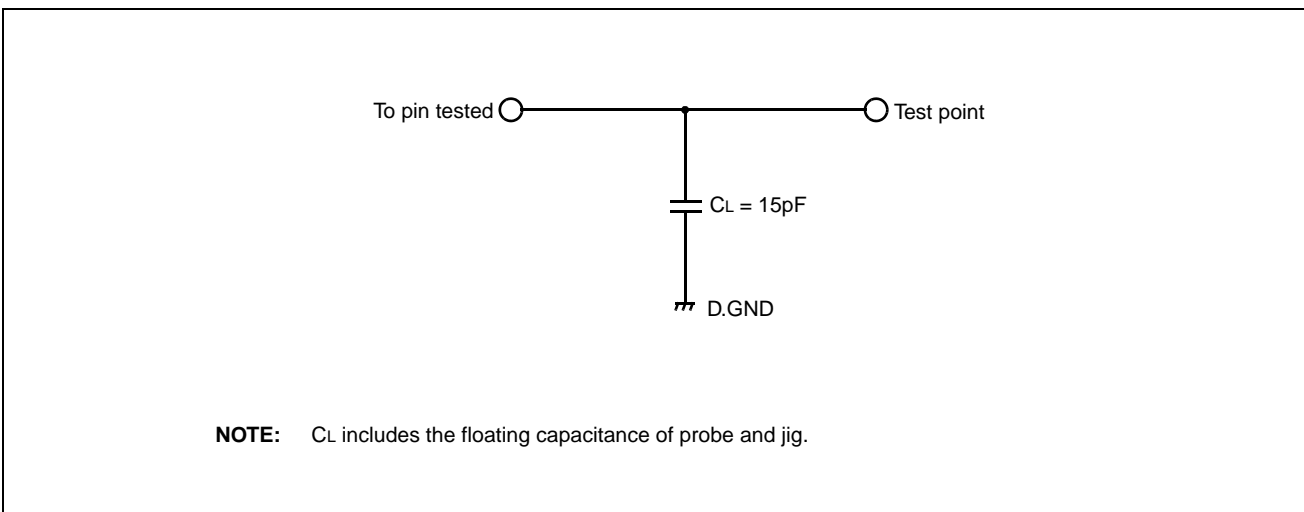 To pin tested
Test point
CL = 15pF
D.GND
NOTE: CL includes the floating capacitance of probe and jig.